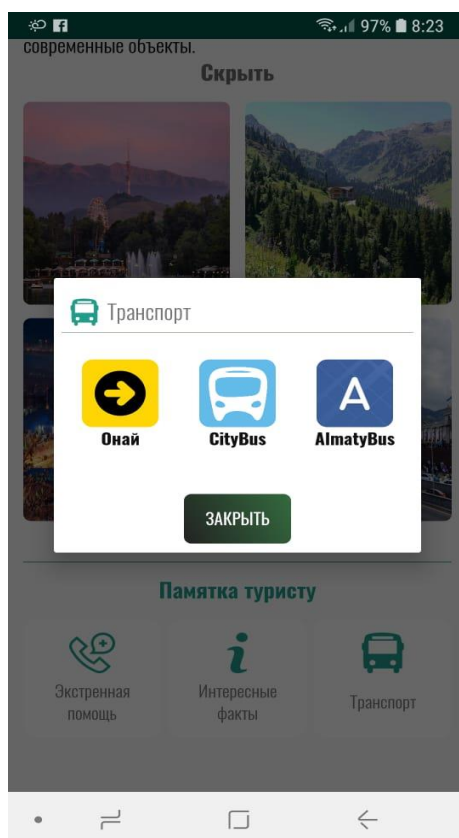 97% 8:23
современные объекты.
Скрыть
Транспорт
Онай
CityBus
AlmatyBus
ЗАКРЫТЬ
Памятка туристу
Экстренная
помощь
Интересные
факты
Транспорт